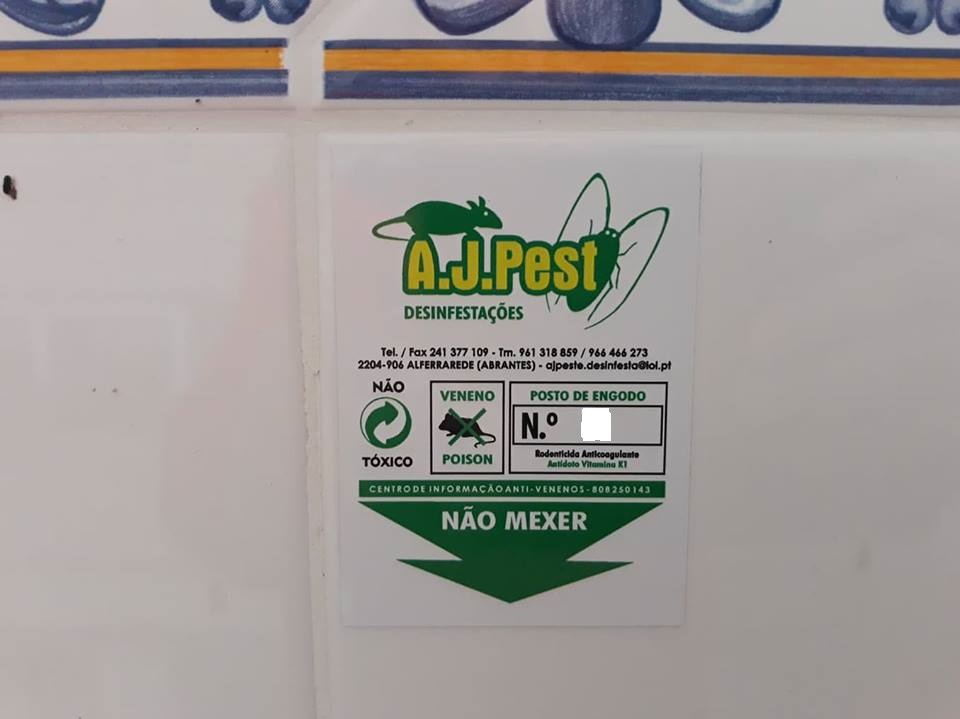 A.J.Pest
DESINFESTAÇÕES
Tel. / Fax 241 377 109 - Tm. 961 318 859 / 966 466 273
2204-906 ALFERRAREDE (ABRANTES) - ajpeste.desinfesta@iol.pt
NÃO
TÓXICO
VENENO
POISON
POSTO DE ENGODO
N.º
Rodenticida Anticoagulante
Antídoto Vitamina K1
CENTRO DE INFORMAÇÃO ANTI-VENENOS - 808250143
NÃO MEXER